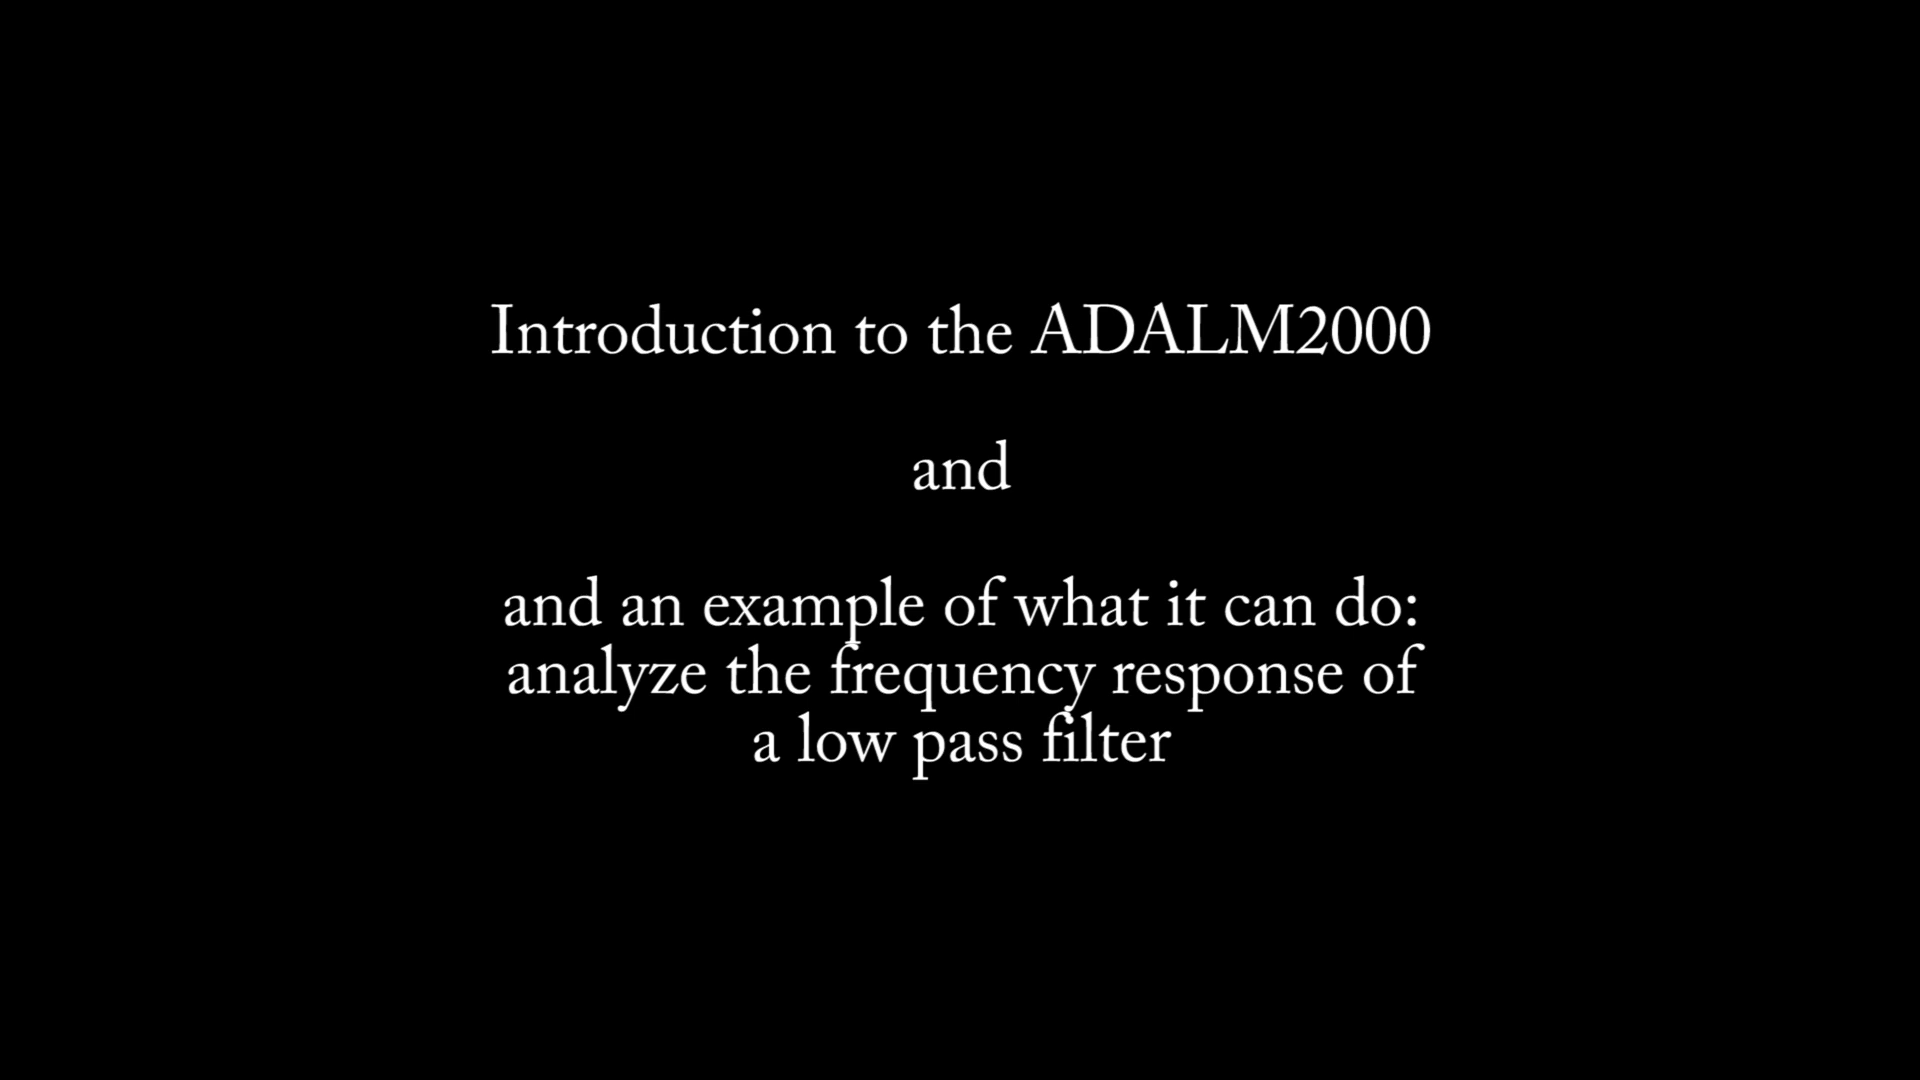 Introduction to the ADALM2000
and
and an example of what it can do:
analyze the frequency response of
a low pass filter